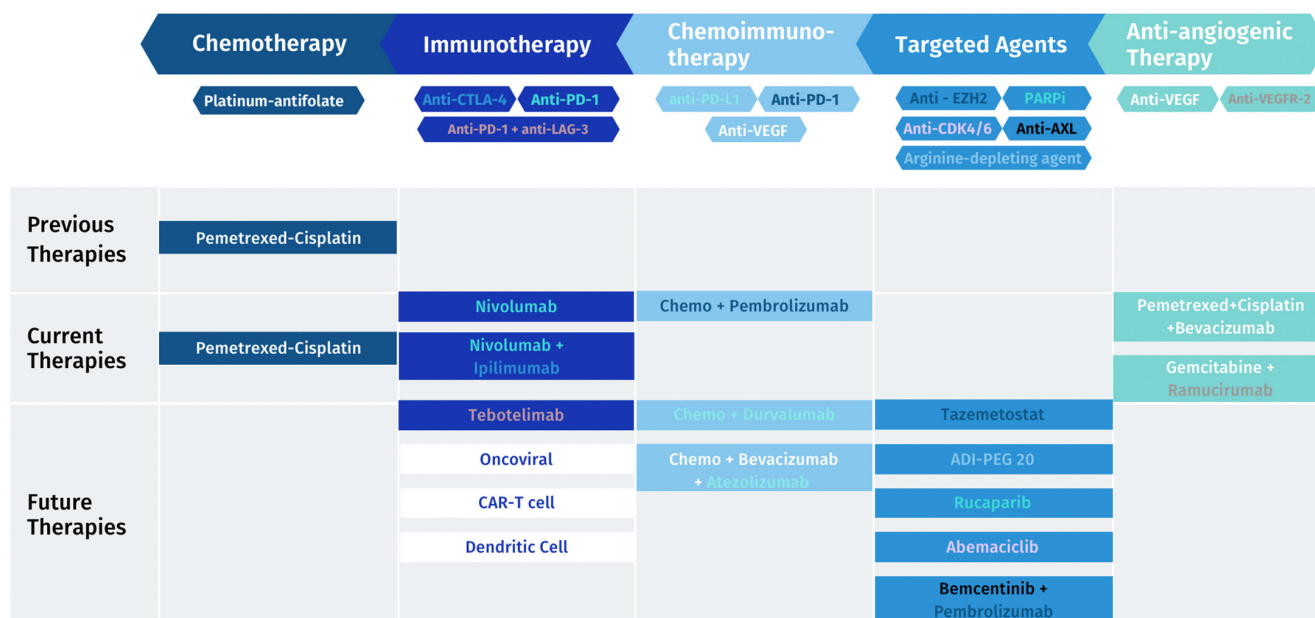 Chemotherapy
Immunotherapy
Chemoimmuno-
therapy
Targeted Agents
Anti-angiogenic
Therapy
Platinum-antifolate
Anti-CTLA-4 Anti-PD-1
Anti-PD-1 + anti-LAG-3
anti-PD-L1 Anti-PD-1
Anti-VEGF
Anti - EZH2 PARPi
Anti-CDK4/6 Anti-AXL
Arginine-depleting agent
Anti-VEGF Anti-VEGFR-2
Previous
Therapies
Pemetrexed-Cisplatin
Current
Therapies
Pemetrexed-Cisplatin
Nivolumab
Nivolumab +
Ipilimumab
Chemo + Pembrolizumab
Pemetrexed+Cisplatin
+Bevacizumab
Gemcitabine +
Ramucirumab
Future
Therapies
Tebotelimab
Oncoviral
CAR-T cell
Dendritic Cell
Chemo + Durvalumab
Chemo + Bevacizumab
+ Atezolizumab
Tazemetostat
ADI-PEG 20
Rucaparib
Abemaciclib
Bemcentinib +
Pembrolizumab